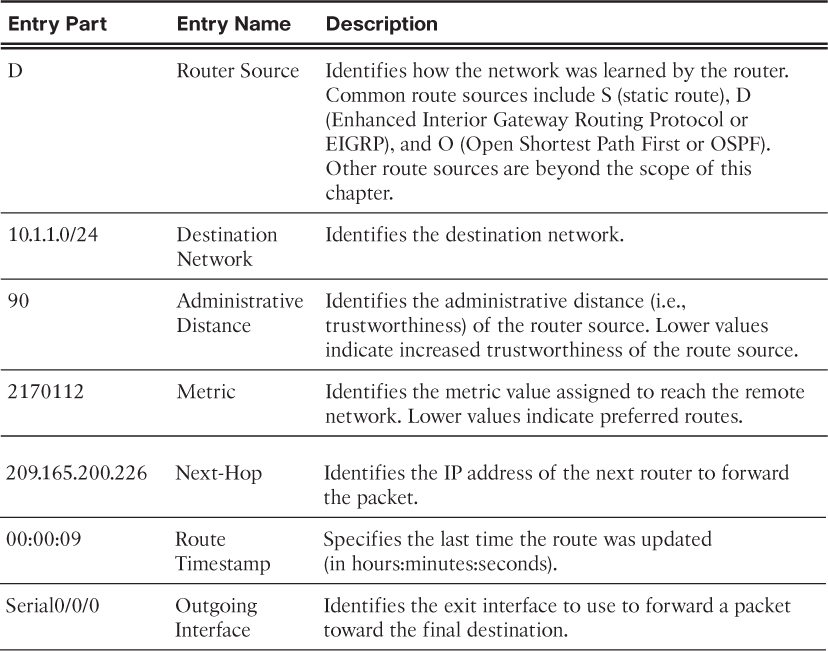 Entry Part Entry Name Description
D Router Source Identifies how the network was learned by the router.
Common route sources include S (static route), D
(Enhanced Interior Gateway Routing Protocol or
EIGRP), and O (Open Shortest Path First or OSPF).
Other route sources are beyond the scope of this
chapter.
10.1.1.0/24 Destination Identifies the destination network.
Network
90 Administrative Identifies the administrative distance (i.e.,
Distance trustworthiness) of the router source. Lower values
indicate increased trustworthiness of the route source.
2170112 Metric Identifies the metric value assigned to reach the remote
network. Lower values indicate preferred routes.
209.165.200.226 Next-Hop Identifies the IP address of the next router to forward
the packet.
00:00:09 Route Specifies the last time the route was updated
Timestamp (in hours:minutes:seconds).
Serial0/0/0 Outgoing Identifies the exit interface to use to forward a packet
Interface toward the final destination.